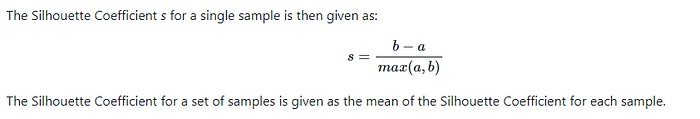 The Silhouette Coefficient s for a single sample is then given as:
s = \frac{b - a}{max(a, b)}
The Silhouette Coefficient for a set of samples is given as the mean of the Silhouette Coefficient for each sample.